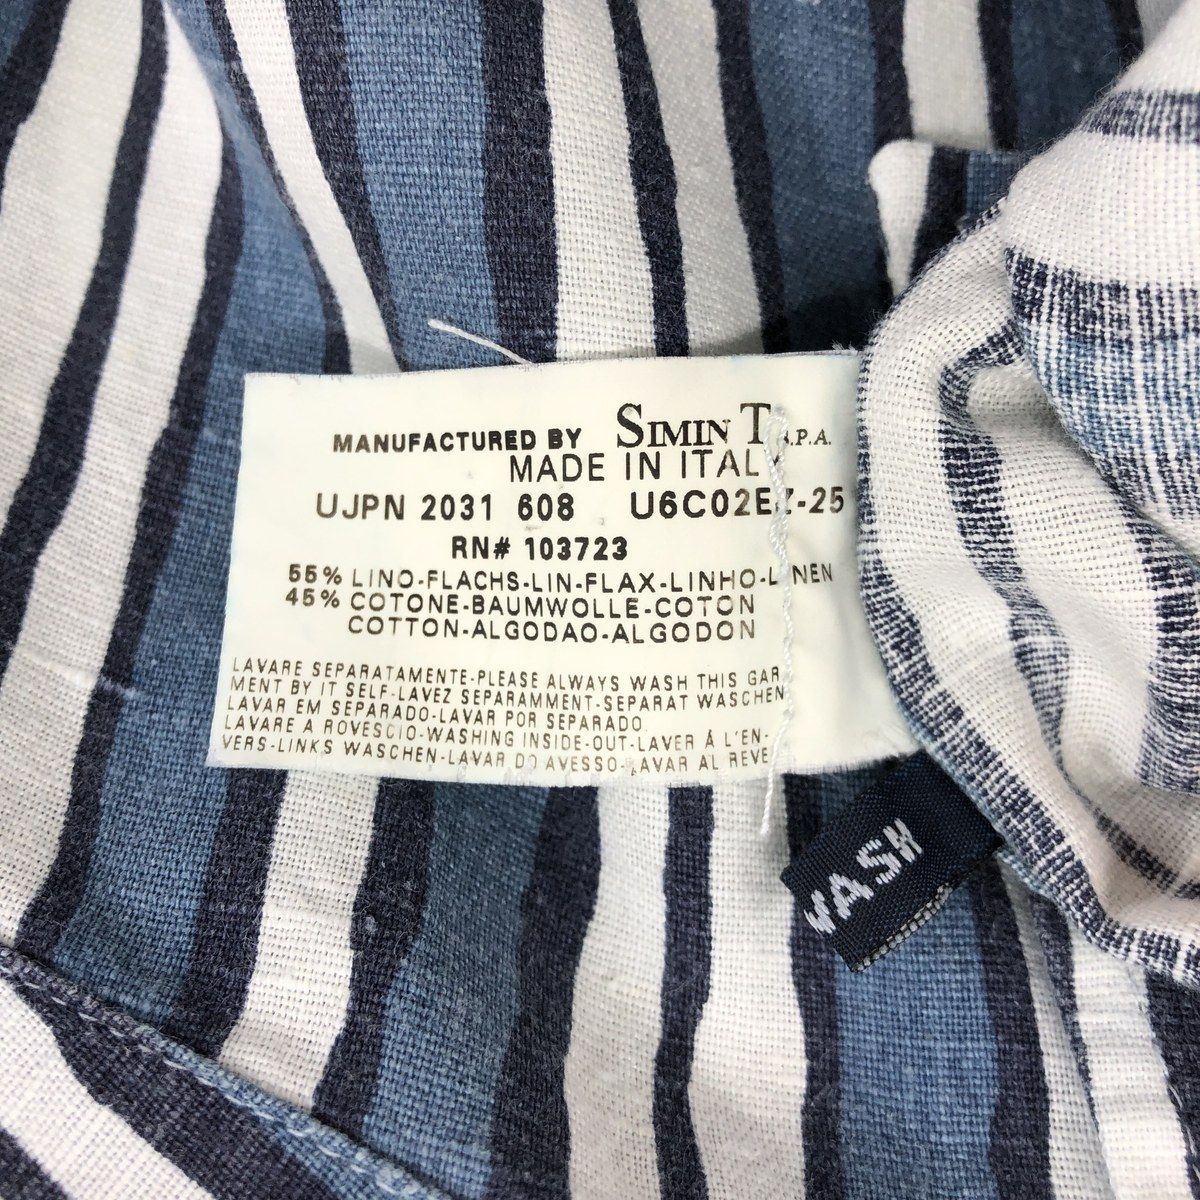 MANUFACTURED BY SIMINT S.P.A.
MADE IN ITALY
UJPN 2031 608 U6C02EZ-25
RN# 103723
55% LINO-FLACHS-LIN-FLAX-LINHO-LINEN
45% COTONE-BAUMWOLLE-COTON
COTTON-ALGODAO-ALGODON
LAVARE SEPARATAMENTE-PLEASE ALWAYS WASH THIS GAR
MENT BY IT SELF-LAVEZ SEPARAMMENT-SEPARAT WASCHEN
LAVAR EM SEPARADO-LAVAR POR SEPARADO
LAVARE A ROVESCIO-WASHING INSIDE-OUT-LAVER Á L'EN-
VERS-LINKS WASCHEN-LAVAR DO AVESSO-LAVAR AL REVE
WASH